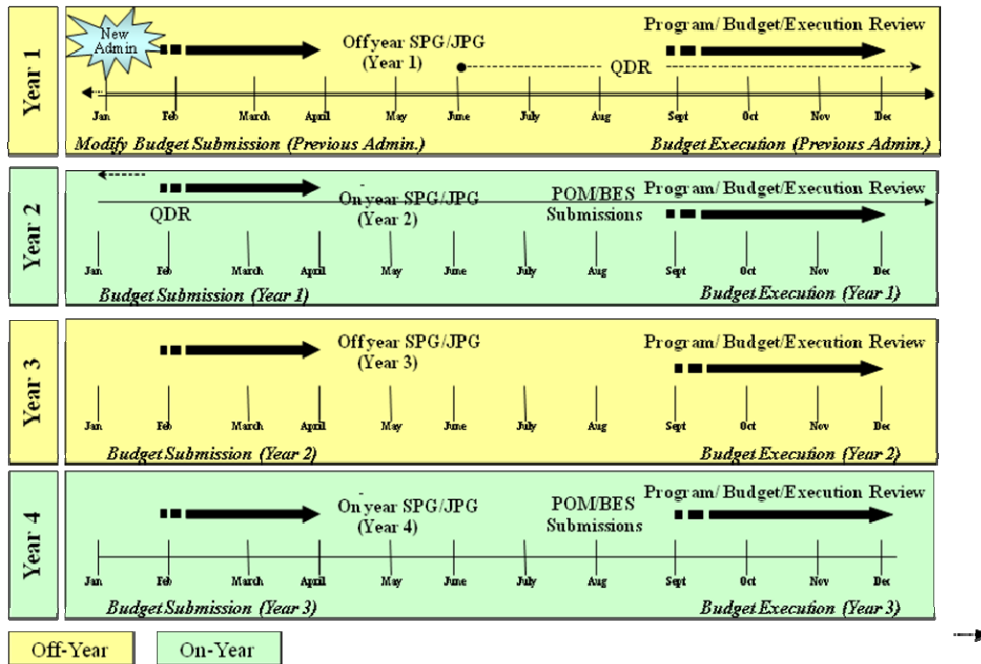 Year 1
New
Admin
Off year SPG/JPG
(Year 1)
Program/Budget/Execution Review
QDR
Jan Feb March April May June July Aug Sept Oct Nov Dec
Modify Budget Submission (Previous Admin.) Budget Execution (Previous Admin.)
Year 2
QDR
On year SPG/JPG
(Year 2)
POM/BES
Submissions
Program/Budget/Execution Review
Jan Feb March April May June July Aug Sept Oct Nov Dec
Budget Submission (Year 1) Budget Execution (Year 1)
Year 3
Off year SPG/JPG
(Year 3)
Program/Budget/Execution Review
Jan Feb March April May June July Aug Sept Oct Nov Dec
Budget Submission (Year 2) Budget Execution (Year 2)
Year 4
On year SPG/JPG
(Year 4)
POM/BES
Submissions
Program/Budget/Execution Review
Jan Feb March April May June July Aug Sept Oct Nov Dec
Budget Submission (Year 3) Budget Execution (Year 3)
Off-Year On-Year